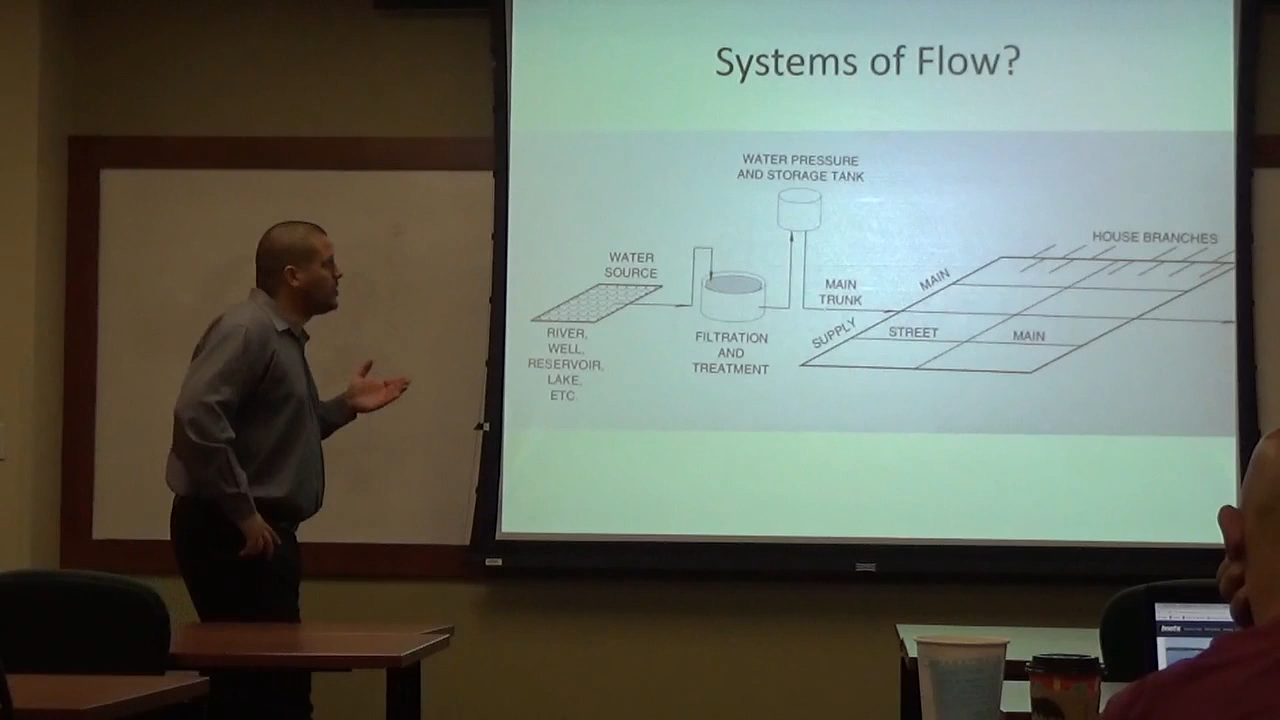 Systems of Flow?
WATER PRESSURE
AND STORAGE TANK
HOUSE BRANCHES
WATER
SOURCE
MAIN
TRUNK
MAIN
SUPPLY
STREET
MAIN
RIVER,
WELL,
RESERVOIR,
LAKE,
ETC.
FILTRATION
AND
TREATMENT